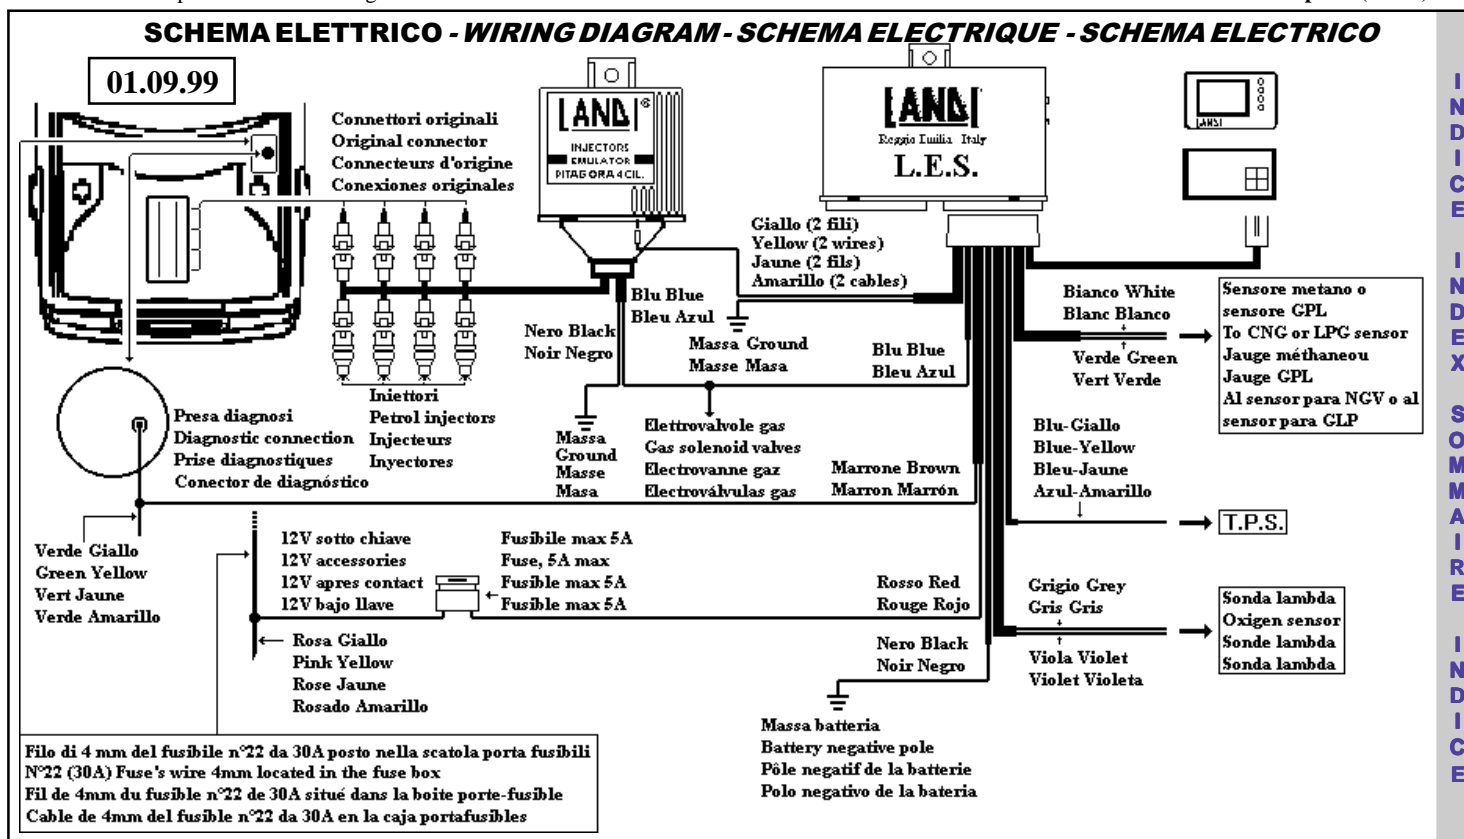 SCHEMA ELETTRICO - WIRING DIAGRAM - SCHEMA ELECTRIQUE - SCHEMA ELECTRICO
01.09.99
Connettori originali
Original connector
Connecteurs d'origine
Conexiones originales
LANDI®
INJECTORS
EMULATOR
PITAGORA 4 CIL.
LANDI
Reggio Emilia Italy
L.E.S.
LANDI
Giallo (2 fili)
Yellow (2 wires)
Jaune (2 fils)
Amarillo (2 cables)
Blu Blue
Bleu Azul
Nero Black
Noir Negro
Massa Ground
Masse Masa
Blu Blue
Bleu Azul
Bianco White
Blanc Blanco
Verde Green
Vert Verde
Sensore metano o
sensore GPL
To CNG or LPG sensor
Jauge méthaneou
Jauge GPL
Al sensor para NGV o al
sensor para GLP
Iniettori
Petrol injectors
Injecteurs
Inyectores
Presa diagnosi
Diagnostic connection
Prise diagnostiques
Conector de diagnóstico
Massa
Ground
Masse
Masa
Elettrovalvole gas
Gas solenoid valves
Electrovanne gaz
Electroválvulas gas
Marrone Brown
Marron Marrón
Blu-Giallo
Blue-Yellow
Bleu-Jaune
Azul-Amarillo
T.P.S.
Verde Giallo
Green Yellow
Vert Jaune
Verde Amarillo
12V sotto chiave
12V accessories
12V apres contact
12V bajo llave
Fusibile max 5A
Fuse, 5A max
Fusible max 5A
Fusible max 5A
Rosso Red
Rouge Rojo
Grigio Grey
Gris Gris
Viola Violet
Violet Violeta
Sonda lambda
Oxigen sensor
Sonde lambda
Sonda lambda
Rosa Giallo
Pink Yellow
Rose Jaune
Rosado Amarillo
Nero Black
Noir Negro
Massa batteria
Battery negative pole
Pôle negatif de la batterie
Polo negativo de la bateria
Filo di 4 mm del fusibile n°22 da 30A posto nella scatola porta fusibili
N°22 (30A) Fuse's wire 4mm located in the fuse box
Fil de 4mm du fusible n°22 de 30A situé dans la boite porte-fusible
Cable de 4mm del fusible n°22 da 30A en la caja portafusibles
INDICE INDEX SOMMAIRE INDICE